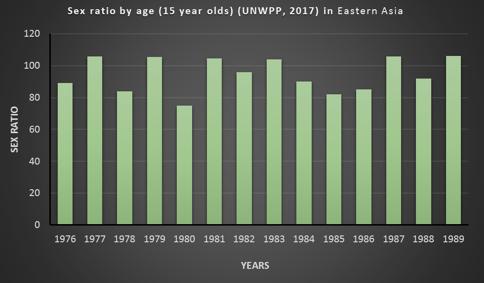 Sex ratio by age (15 year olds) (UNWPP, 2017) in Eastern Asia
120
100
80
60
40
20
0
SEX RATIO
1976 1977 1978 1979 1980 1981 1982 1983 1984 1985 1986 1987 1988 1989
YEARS